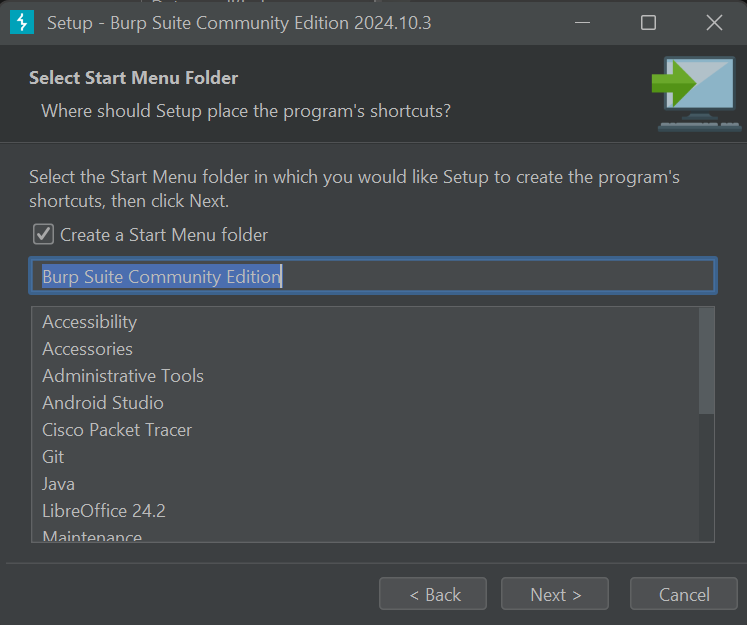 Setup - Burp Suite Community Edition 2024.10.3
Select Start Menu Folder
Where should Setup place the program's shortcuts?
Select the Start Menu folder in which you would like Setup to create the program's
shortcuts, then click Next.
Create a Start Menu folder
Burp Suite Community Edition
Accessibility
Accessories
Administrative Tools
Android Studio
Cisco Packet Tracer
Git
Java
LibreOffice 24.2
Maintenance
< Back
Next >
Cancel